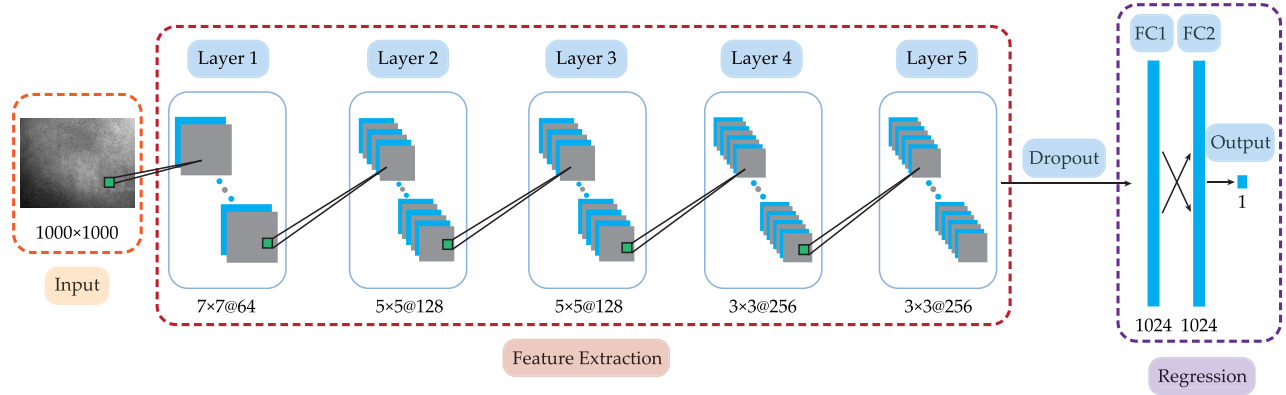 Layer 1
Layer 2
Layer 3
Layer 4
Layer 5
FC1
FC2
Dropout
Output
1
1000×1000
Input
7×7@64
5×5@128
5×5@128
3×3@256
3×3@256
1024
1024
Feature Extraction
Regression